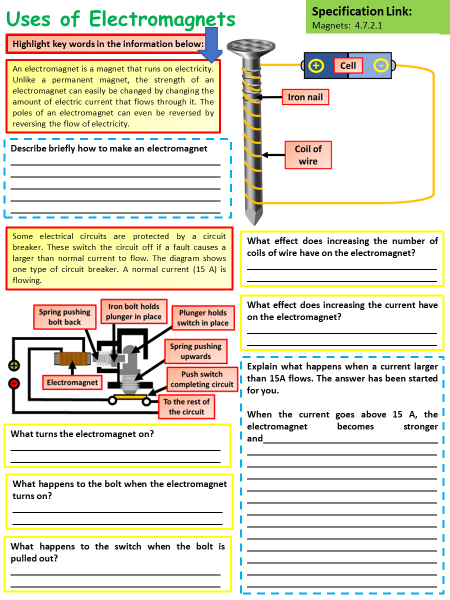 Uses of Electromagnets
Specification Link:
Magnets: 4.7.2.1
Highlight key words in the information below:
An electromagnet is a magnet that runs on electricity.
Unlike a permanent magnet, the strength of an
electromagnet can easily be changed by changing the
amount of electric current that flows through it. The
poles of an electromagnet can even be reversed by
reversing the flow of electricity.
Cell
Iron nail
Coil of
wire
Describe briefly how to make an electromagnet
Some electrical circuits are protected by a circuit
breaker. These switch the circuit off if a fault causes a
larger than normal current to flow. The diagram shows
one type of circuit breaker. A normal current (15 A) is
flowing.
What effect does increasing the number of
coils of wire have on the electromagnet?
What effect does increasing the current have
on the electromagnet?
Spring pushing
bolt back
Iron bolt holds
plunger in place
Plunger holds
switch in place
Spring pushing
upwards
Electromagnet
Push switch
completing circuit
To the rest of
the circuit
Explain what happens when a current larger
than 15A flows. The answer has been started
for you.
When the current goes above 15 A, the
electromagnet becomes stronger
and
What turns the electromagnet on?
What happens to the bolt when the electromagnet
turns on?
What happens to the switch when the bolt is
pulled out?